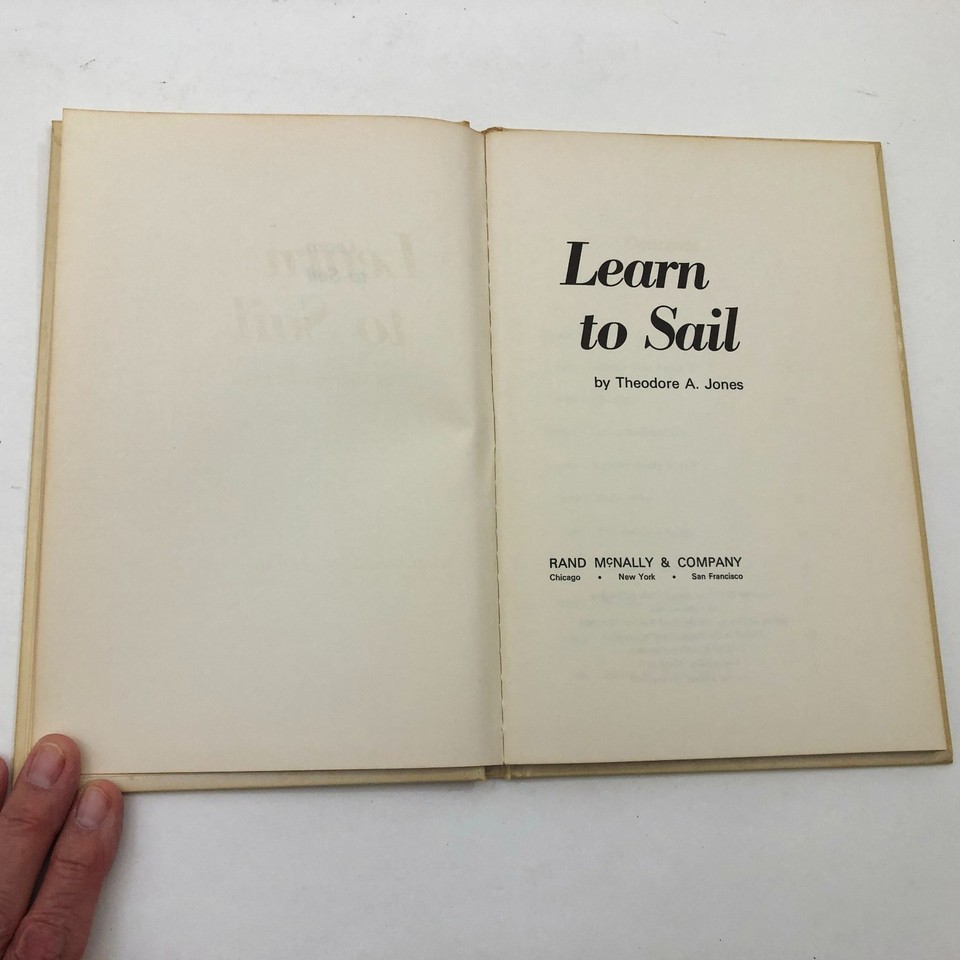 Learn
to Sail
by Theodore A. Jones
RAND McNALLY & COMPANY
Chicago • New York • San Francisco